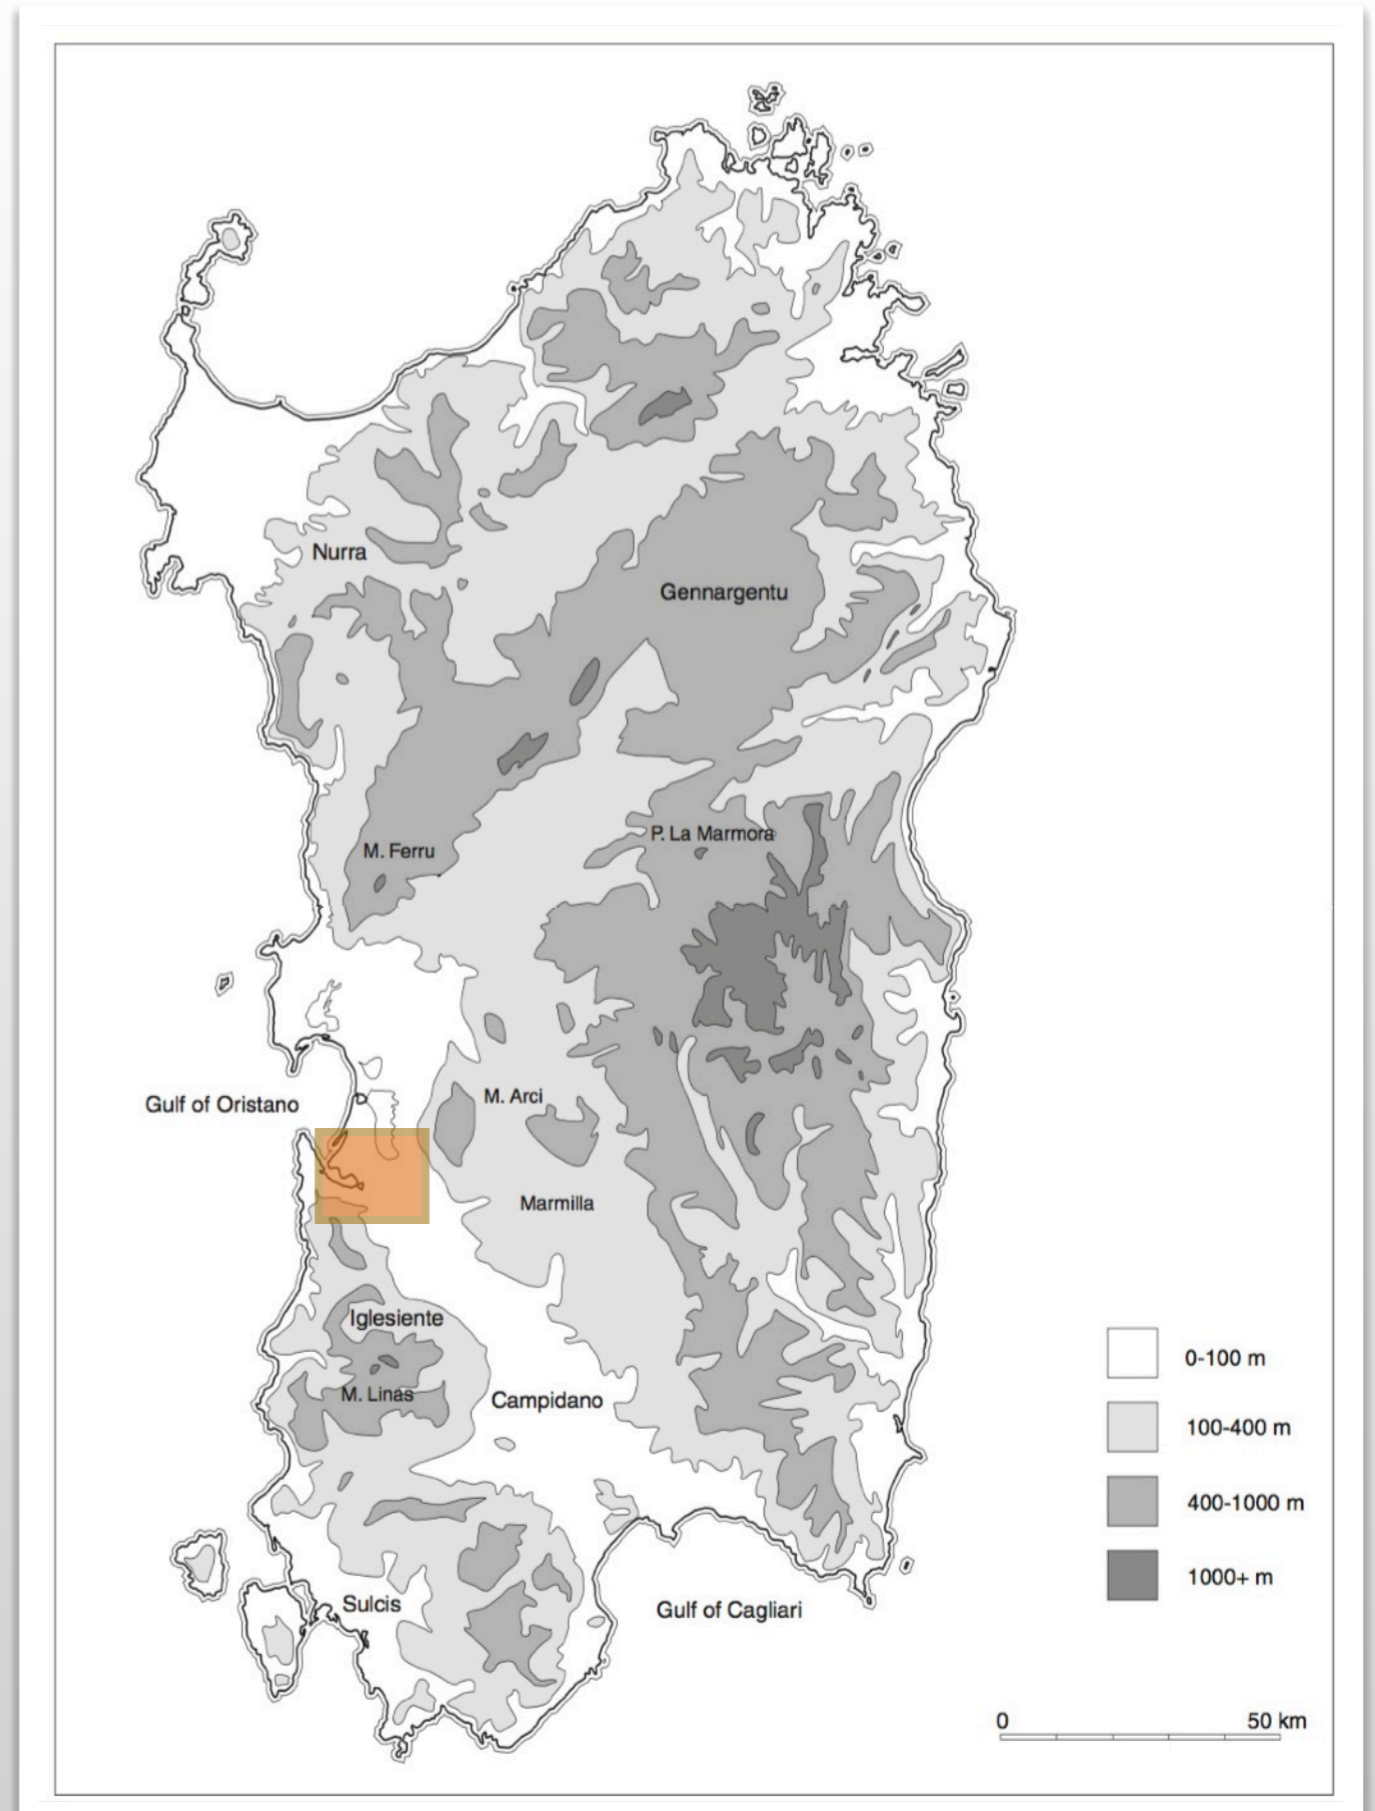 Nurra
Gennargentu
P. La Marmora
M. Ferru
M. Arci
Gulf of Oristano
Marmilla
Iglesiente
M. Linas
Campidano
Sulcis
Gulf of Cagliari
0-100 m
100-400 m
400-1000 m
1000+ m
0 50 km